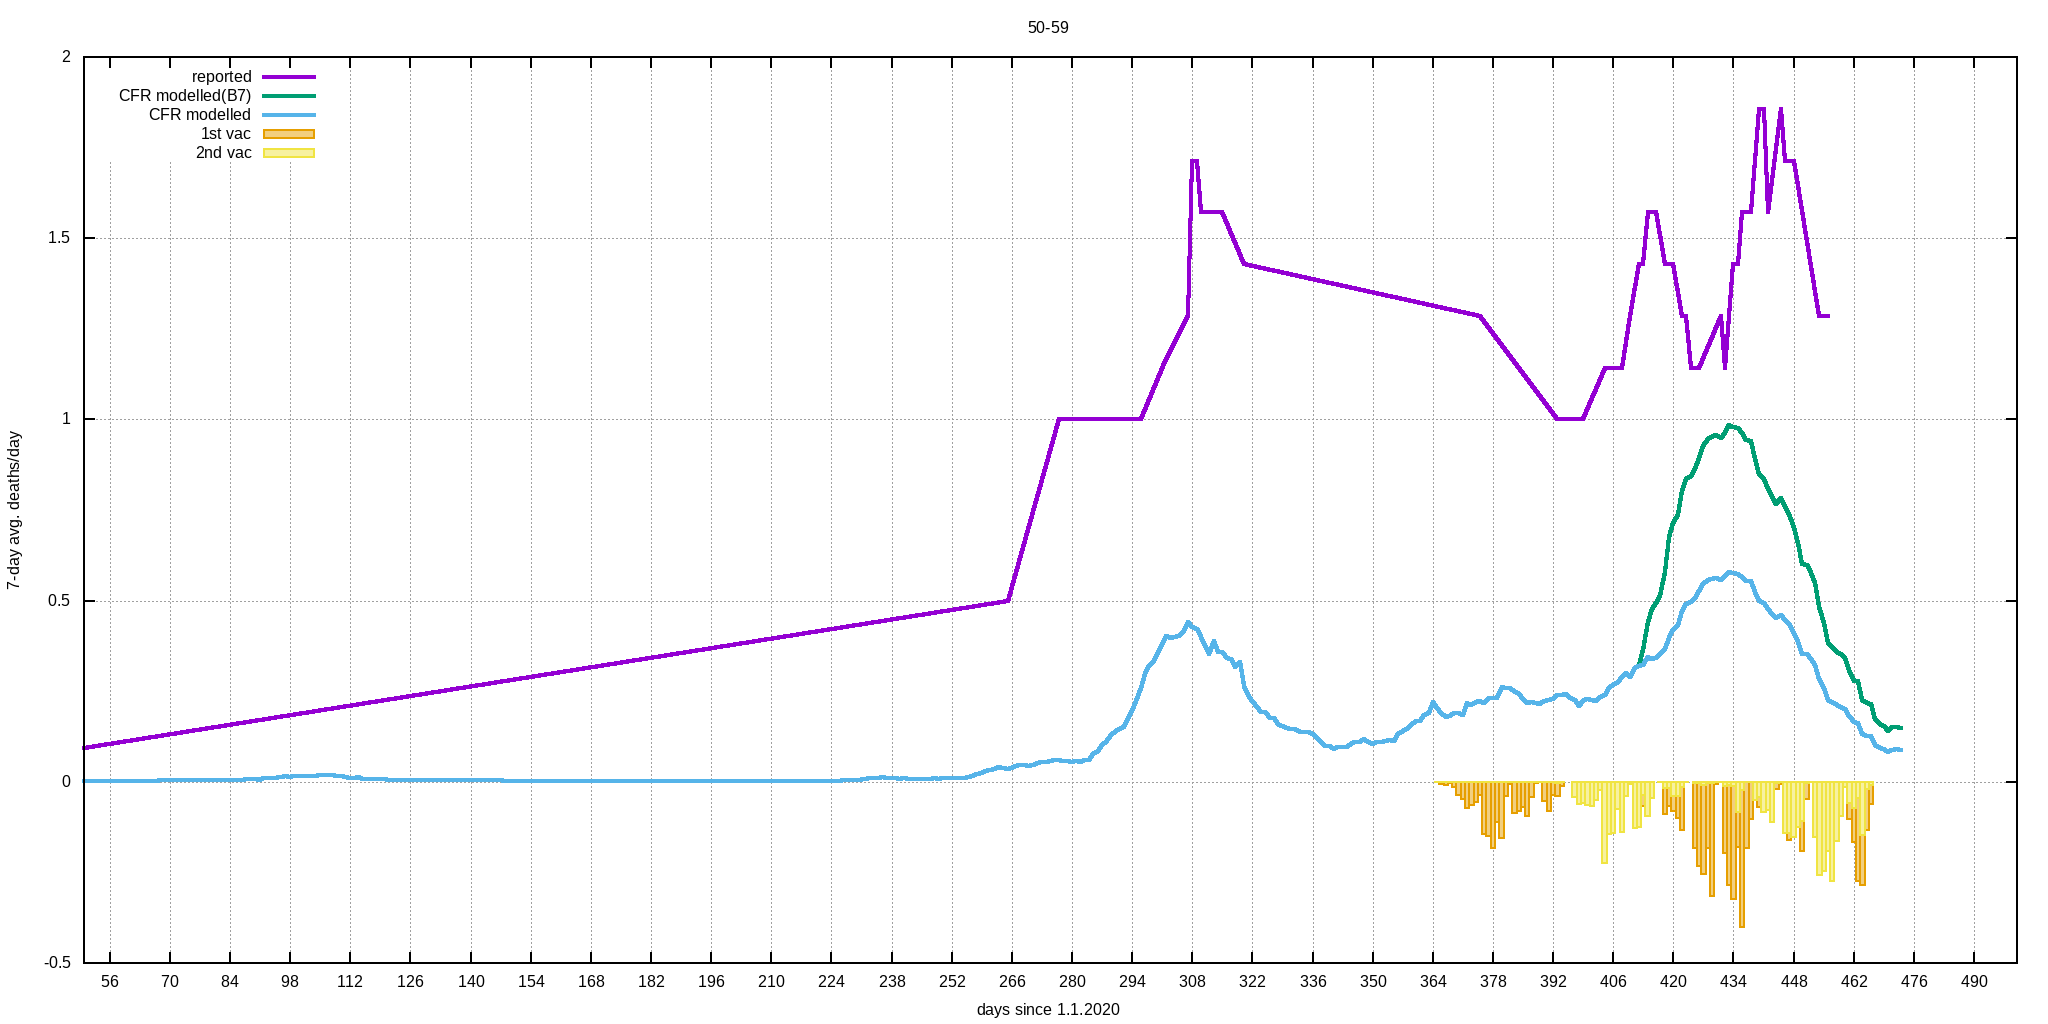 50-59
2
1.5
1
0.5
0
-0.5
7-day avg. deaths/day
reported
CFR modelled(B7)
CFR modelled
1st vac
2nd vac
56 70 84 98 112 126 140 154 168 182 196 210 224 238 252 266 280 294 308 322 336 350 364 378 392 406 420 434 448 462 476 490
days since 1.1.2020